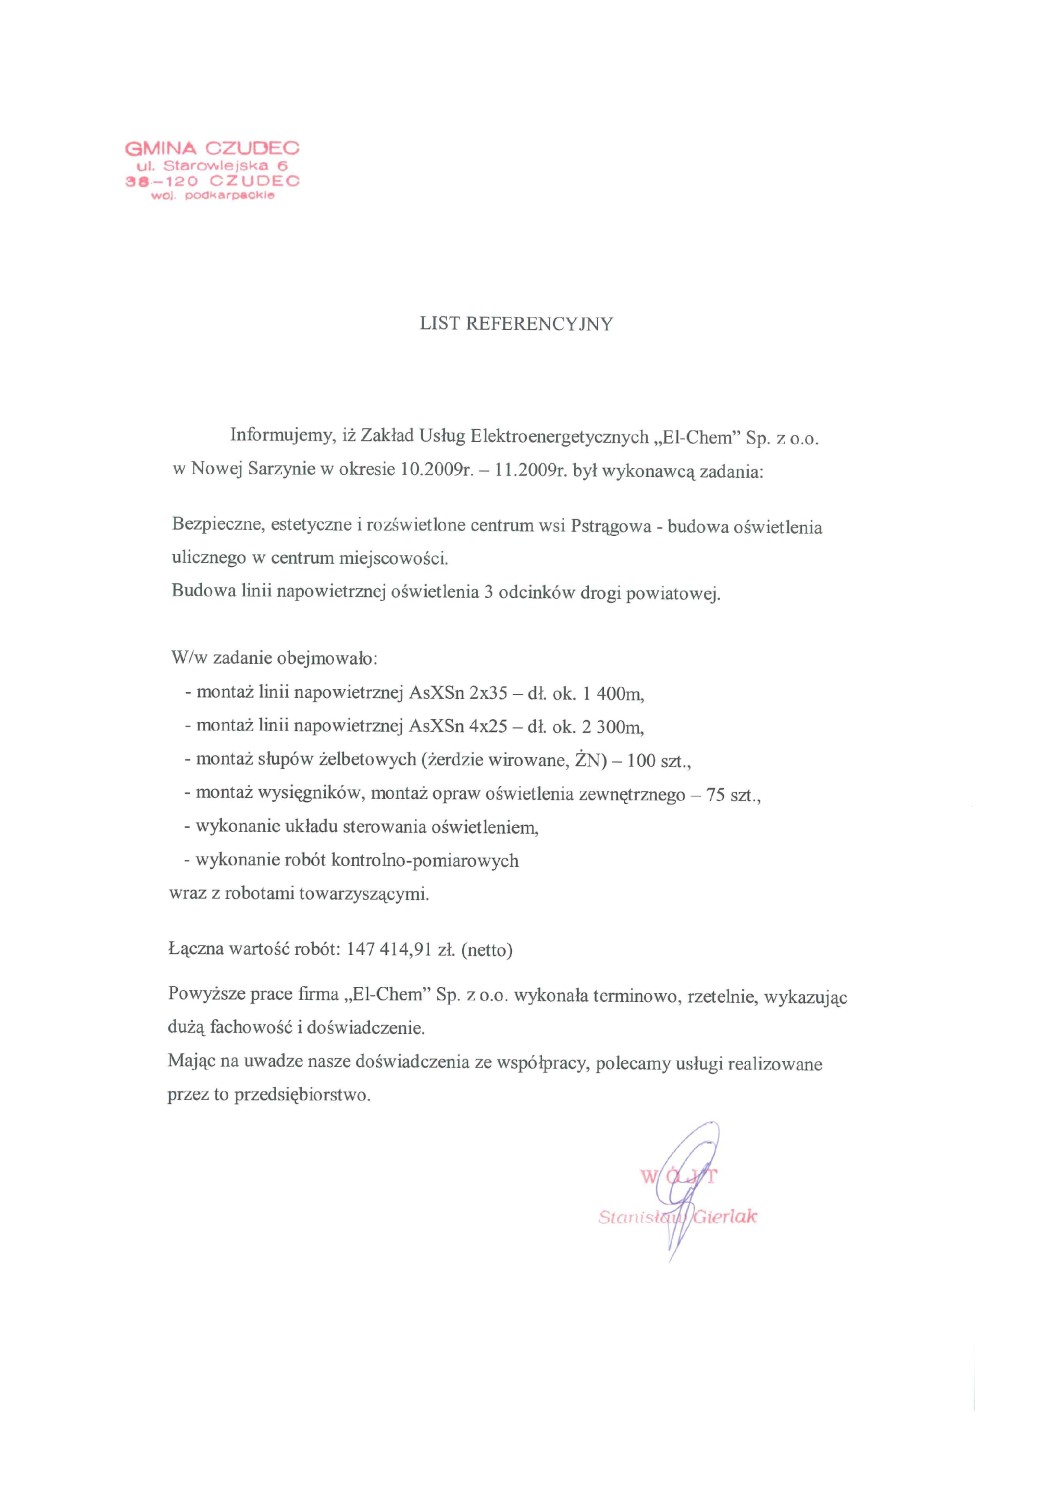 GMINA CZUDEC
ul. Starowiejska 6
38-120 CZUDEC
woj. podkarpackie
LIST REFERENCYJNY
Informujemy, iż Zakład Usług Elektroenergetycznych „El-Chem” Sp. z o.o.
w Nowej Sarzynie w okresie 10.2009r. – 11.2009r. był wykonawcą zadania:
Bezpieczne, estetyczne i rozświetlone centrum wsi Pstrągowa - budowa oświetlenia
ulicznego w centrum miejscowości.
Budowa linii napowietrznej oświetlenia 3 odcinków drogi powiatowej.
W/w zadanie obejmowało:
- montaż linii napowietrznej AsXSn 2x35 – dł. ok. 1 400m,
- montaż linii napowietrznej AsXSn 4x25 – dł. ok. 2 300m,
- montaż słupów żelbetowych (żerdzie wirowane, ŻN) – 100 szt.,
- montaż wysięgników, montaż opraw oświetlenia zewnętrznego – 75 szt.,
- wykonanie układu sterowania oświetleniem,
- wykonanie robót kontrolno-pomiarowych
wraz z robotami towarzyszącymi.
Łączna wartość robót: 147 414,91 zł. (netto)
Powyższe prace firma „El-Chem” Sp. z o.o. wykonała terminowo, rzetelnie, wykazując
dużą fachowość i doświadczenie.
Mając na uwadze nasze doświadczenia ze współpracy, polecamy usługi realizowane
przez to przedsiębiorstwo.
WÓJT
Stanisław Gierlak